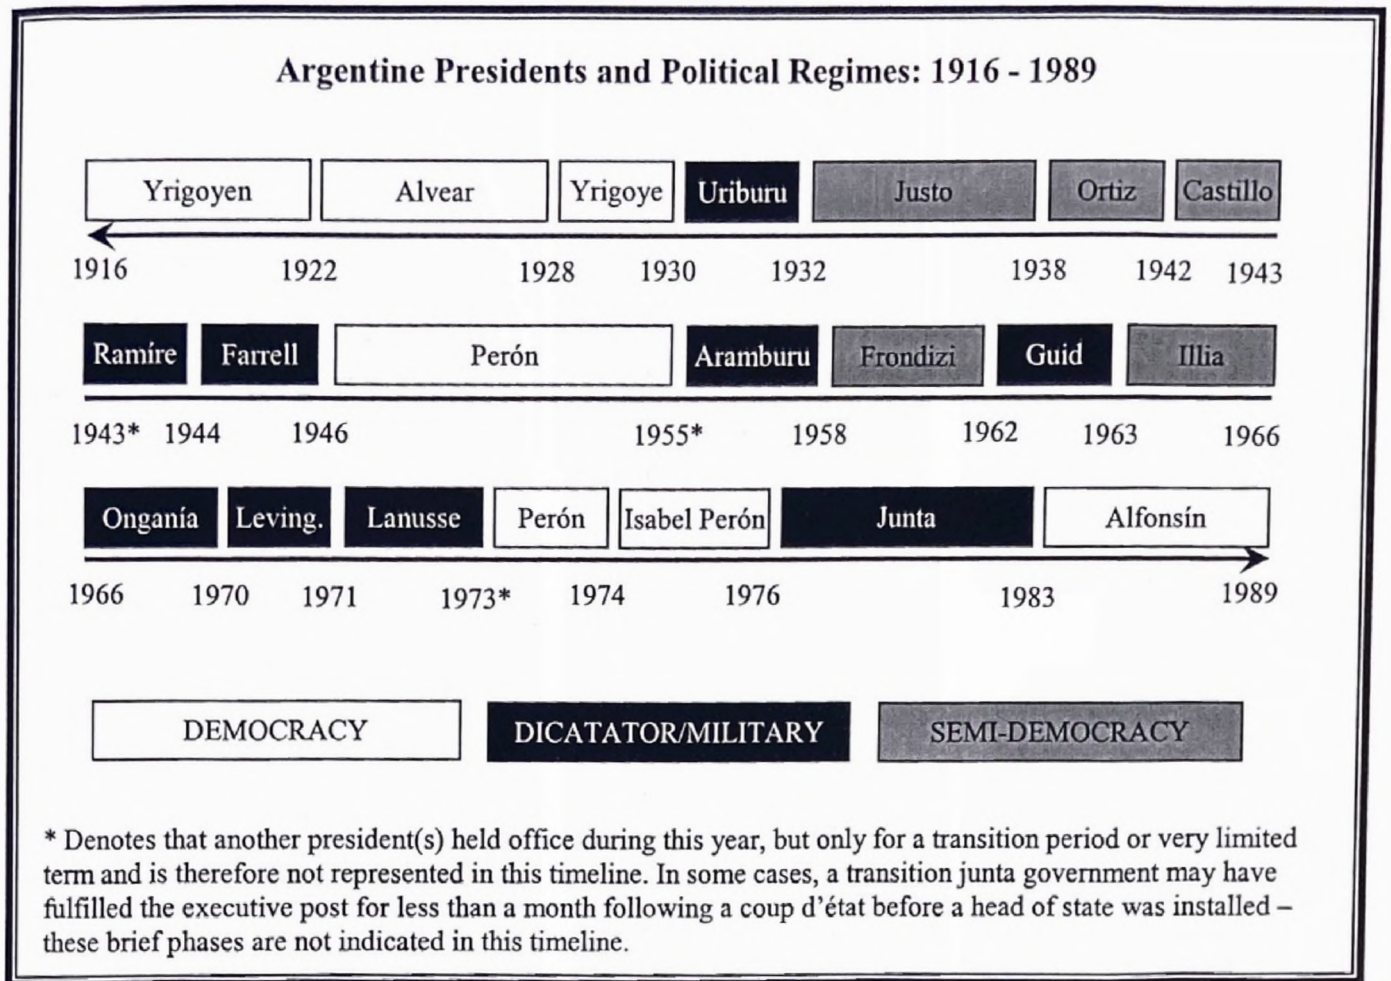 Argentine Presidents and Political Regimes: 1916 - 1989
Yrigoyen Alvear Yrigoye Uriburu Justo Ortiz Castillo
1916 1922 1928 1930 1932 1938 1942 1943
Ramíre Farrell Perón Aramburu Frondizi Guid Illia
1943* 1944 1946 1955* 1958 1962 1963 1966
Onganía Leving. Lanusse Perón Isabel Perón Junta Alfonsín
1966 1970 1971 1973* 1974 1976 1983 1989
DEMOCRACY DICATATOR/MILITARY SEMI-DEMOCRACY
* Denotes that another president(s) held office during this year, but only for a transition period or very limited
term and is therefore not represented in this timeline. In some cases, a transition junta government may have
fulfilled the executive post for less than a month following a coup d'état before a head of state was installed –
these brief phases are not indicated in this timeline.